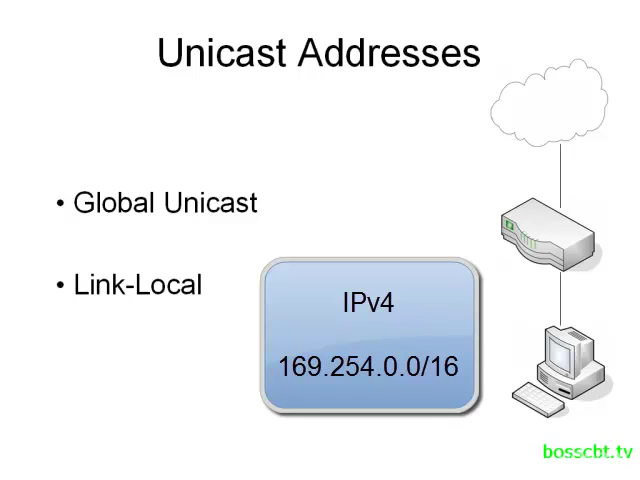 Unicast Addresses
• Global Unicast
• Link-Local
IPv4
169.254.0.0/16
bosscbt.tv